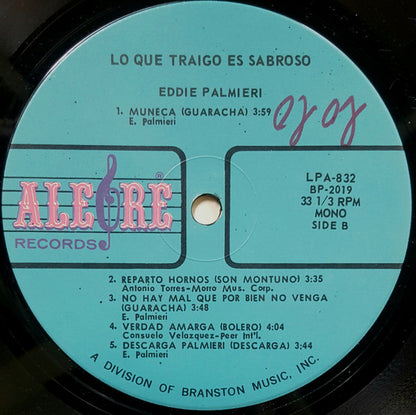 LO QUE TRAIGO ES SABROSO
EDDIE PALMIERI
1. MUNECA (GUARACHA) 3:59
E. Palmieri
ALEGRE ®
RECORDS
LPA-832
BP-2019
33 1/3 RPM
MONO
SIDE B
2. REPARTO HORNOS (SON MONTUNO) 3:35
Antonio Torres-Moro Mus. Corp.
3. NO HAY MAL QUE POR BIEN NO VENGA
(GUARACHA) 3:48
E. Palmieri
4. VERDAD AMARGA (BOLERO) 4:04
Consuelo Velazquez-Peer Int'l.
5. DESCARGA PALMIERI (DESCARGA) 3:44
E. Palmieri
A DIVISION OF BRANSTON MUSIC, INC.